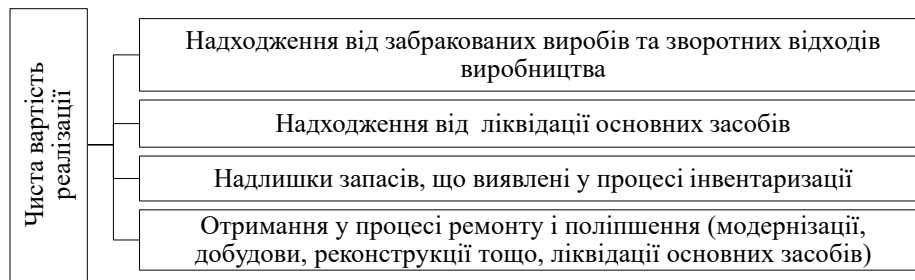 Чиста вартість
реалізації
Надходження від забракованих виробів та зворотних відходів
виробництва
Надходження від ліквідації основних засобів
Надлишки запасів, що виявлені у процесі інвентаризації
Отримання у процесі ремонту і поліпшення (модернізації,
добудови, реконструкції тощо, ліквідації основних засобів)